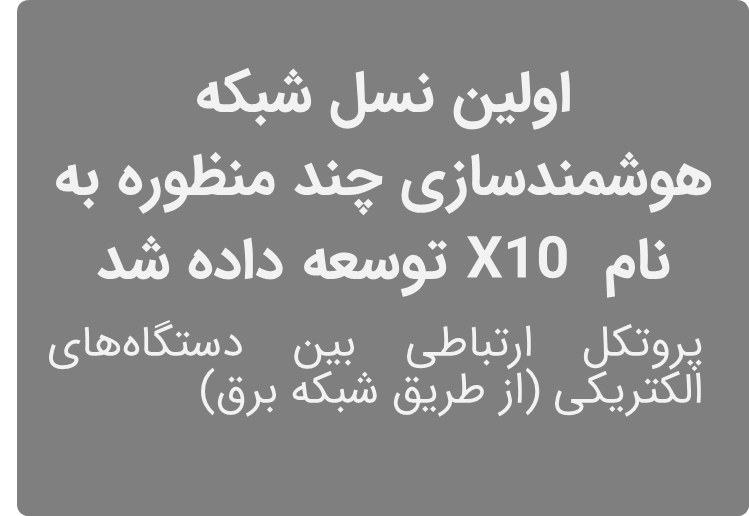 اولین نسل شبکه
هوشمندسازی چند منظوره به
نام X10 توسعه داده شد
پروتکل ارتباطی بین دستگاه‌های
الکتریکی (از طریق شبکه برق)